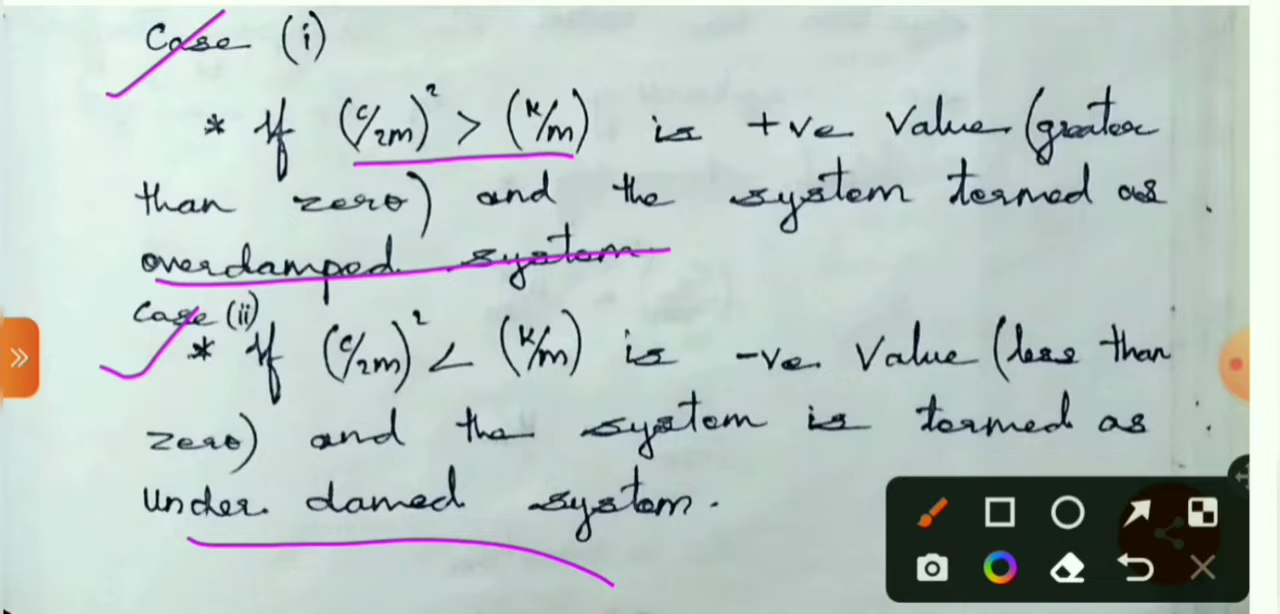 Case (i)
* If (c/2m)² > (k/m) is +ve Value (greater
than zero) and the system termed as
overdamped system
Case (ii)
* If (c/2m)² < (k/m) is -ve. Value (less than
zero) and the system is termed as
under damed system.